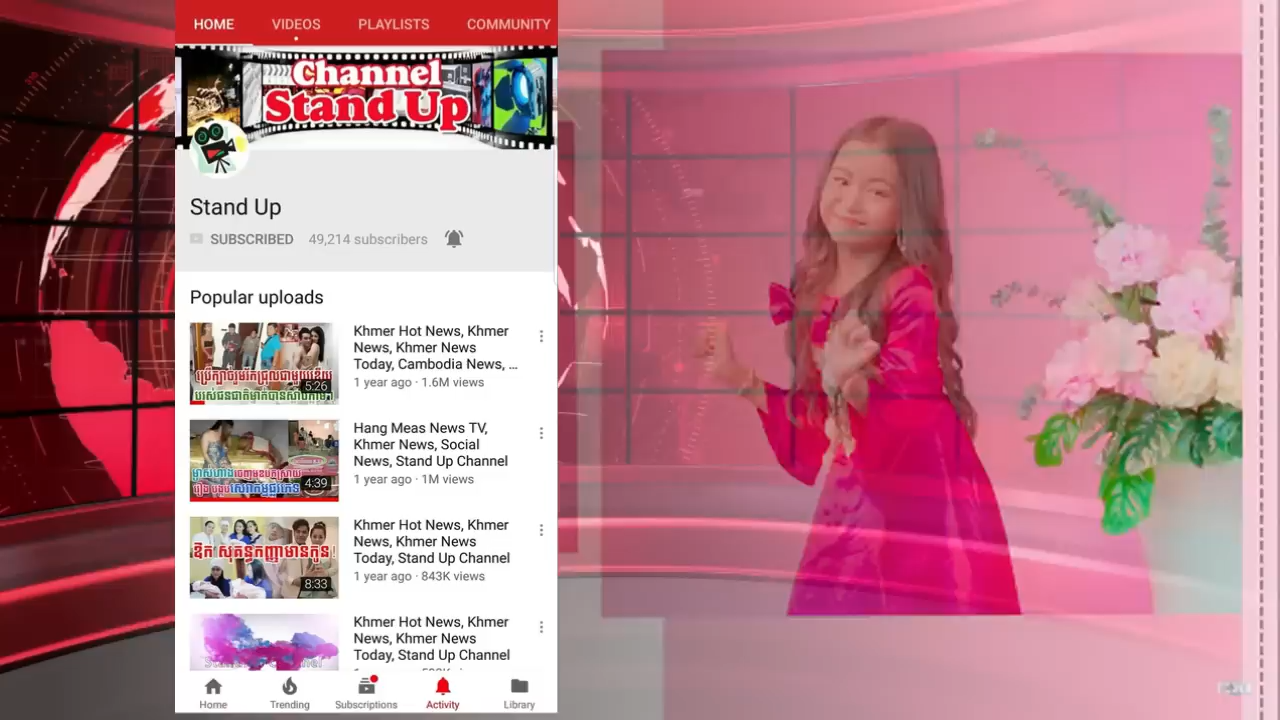 HOME
VIDEOS
PLAYLISTS
COMMUNITY
Channel
Stand Up
Stand Up
SUBSCRIBED
49,214 subscribers
Popular uploads
Khmer Hot News, Khmer
News, Khmer News
Today, Cambodia News, ...
1 year ago · 1.6M views
5:26
Hang Meas News TV,
Khmer News, Social
News, Stand Up Channel
1 year ago · 1M views
4:39
Khmer Hot News, Khmer
News, Khmer News
Today, Stand Up Channel
1 year ago · 843K views
8:33
Khmer Hot News, Khmer
News, Khmer News
Today, Stand Up Channel
Home
Trending
Subscriptions
Activity
Library